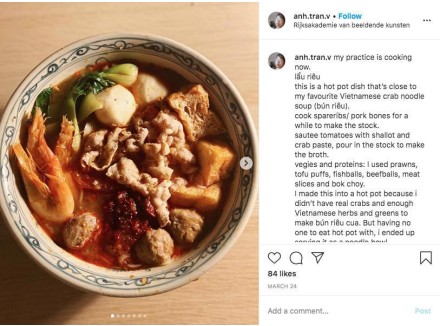 anh.tran.v • Follow
Rijksakademie van beeldende kunsten
anh.tran.v my practice is cooking
now.
lẩu riêu
this is a hot pot dish that's close to
my favourite Vietnamese crab noodle
soup (bún riêu).
cook spareribs/ pork bones for a
while to make the stock.
sautee tomatoes with shallot and
crab paste, pour in the stock to make
the broth.
vegies and proteins: I used prawns,
tofu puffs, fishballs, beefballs, meat
slices and bok choy.
I made this into a hot pot because i
didn't have real crabs and enough
Vietnamese herbs and greens to
make bún riêu cua. But having no
one to eat hot pot with, i ended up
serving it as a noodle bowl
84 likes
MARCH 24
Add a comment...
Post